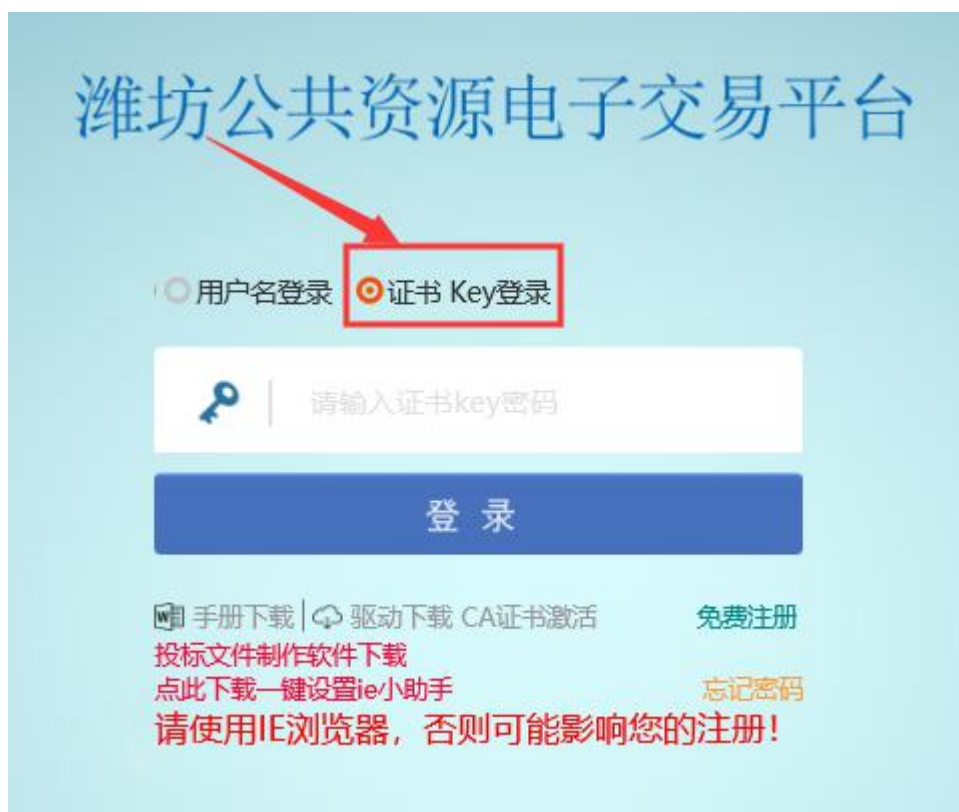 潍坊公共资源电子交易平台
用户名登录 证书 Key登录
请输入证书key密码
登 录
手册下载 驱动下载 CA证书激活 免费注册
投标文件制作软件下载
点此下载一键设置ie小助手 忘记密码
请使用IE浏览器，否则可能影响您的注册！